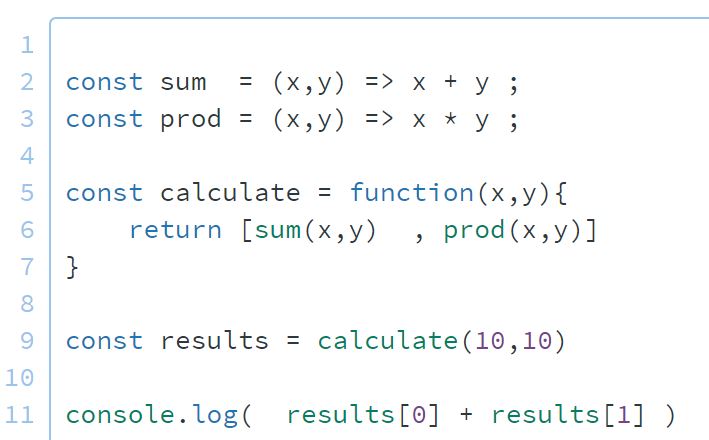 1
2 const sum  = (x,y) => x + y ;
3 const prod = (x,y) => x * y ;
4
5 const calculate = function(x,y){
6     return [sum(x,y)  , prod(x,y)]
7 }
8
9 const results = calculate(10,10)
10
11 console.log(  results[0] + results[1] )